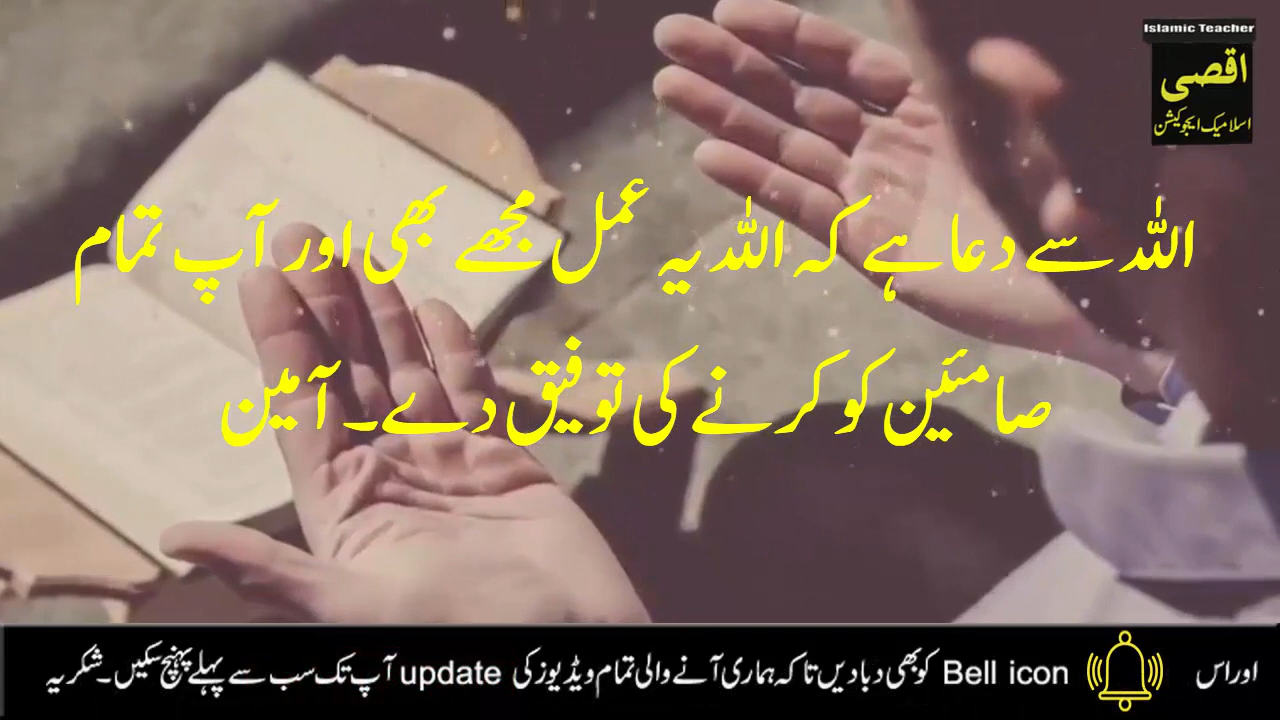 Islamic Teacher
اقصی
اسلامیک ایجوکیشن
اللہ سے دعا ہے کہ اللہ یہ عمل مجھے بھی اور آپ تمام
صامئین کو کرنے کی توفیق دے۔ آمین
اور اس Bell icon کو بھی دبا دیں تاکہ ہماری آنے والی تمام ویڈیوز کی update آپ تک سب سے پہلے پہنچ سکیں۔ شکریہ